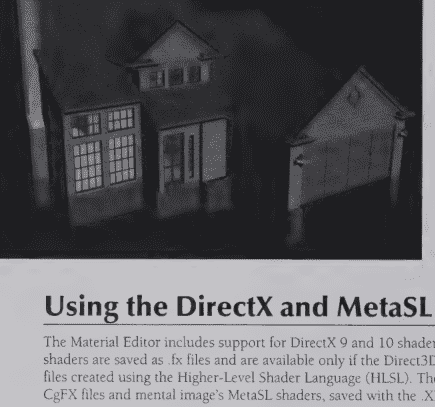 Using the DirectX and MetaSL
The Material Editor includes support for DirectX 9 and 10 shader
shaders are saved as .fx files and are available only if the Direct3D
files created using the Higher-Level Shader Language (HLSL). The
CgFX files and mental image's MetaSL shaders, saved with the .X